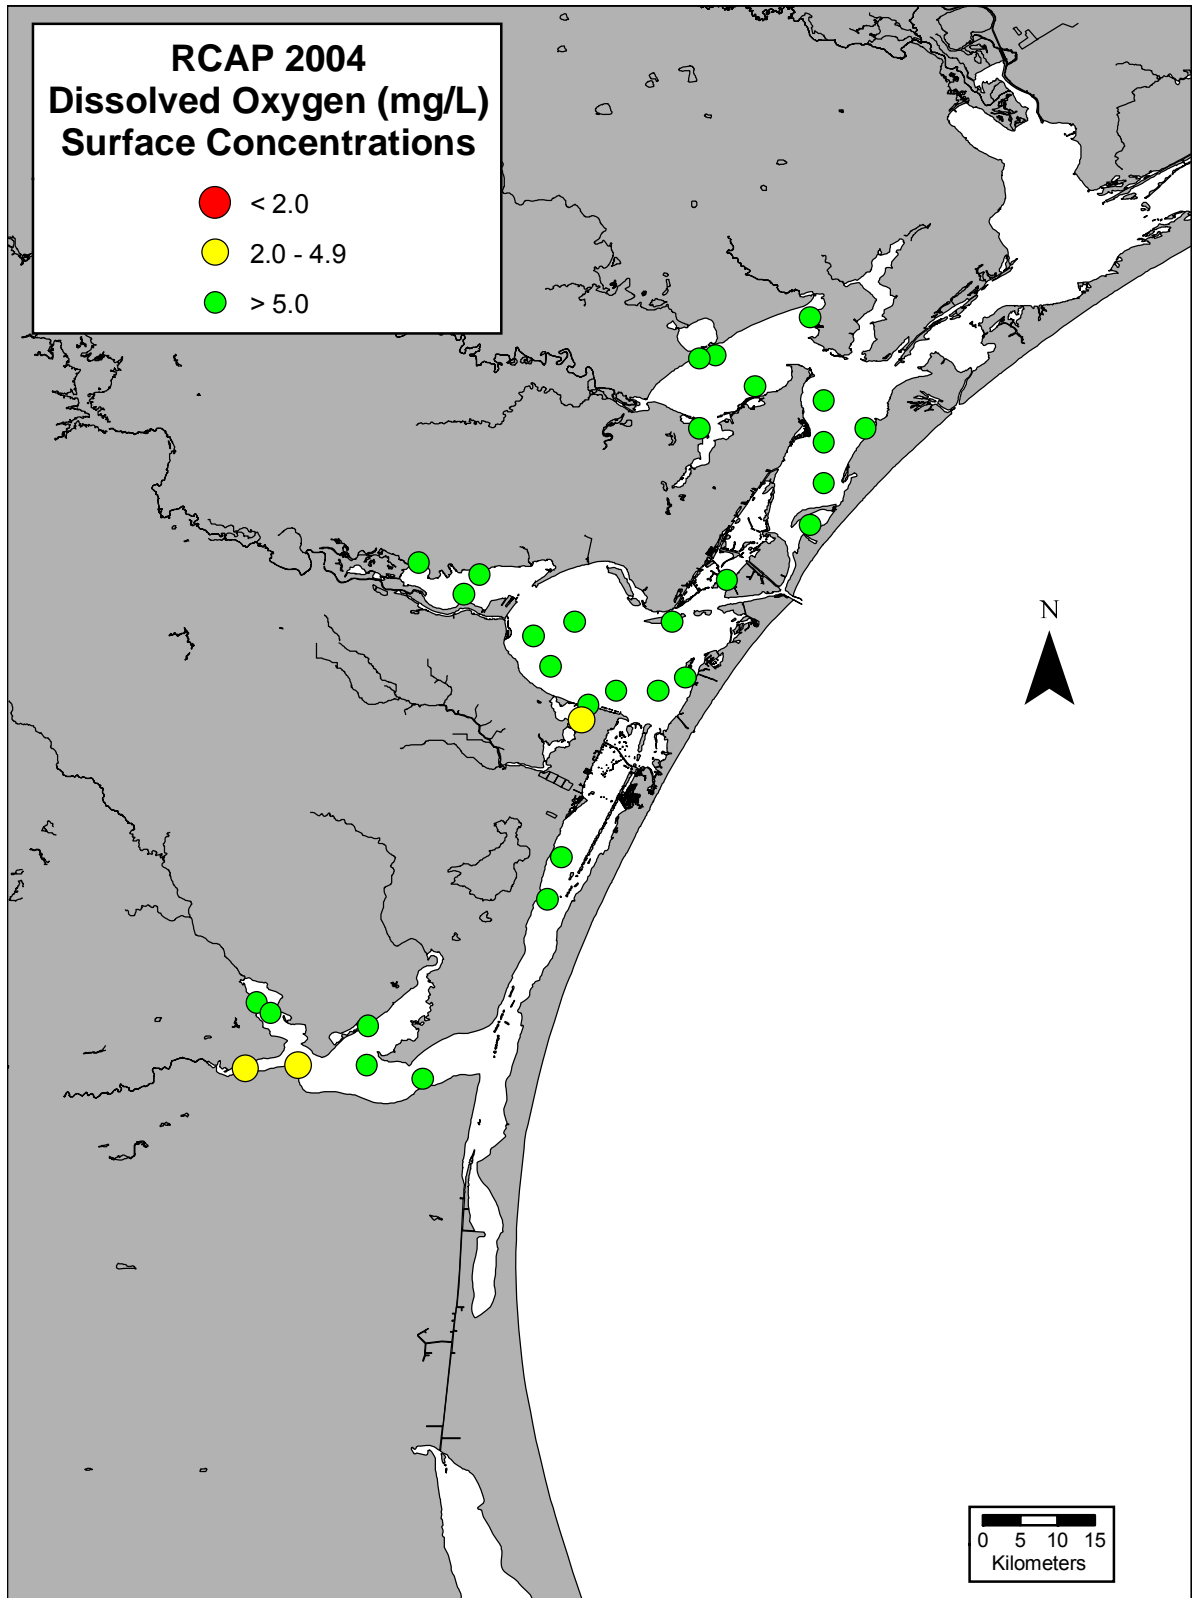 RCAP 2004
Dissolved Oxygen (mg/L)
Surface Concentrations
< 2.0
2.0 - 4.9
> 5.0
N
0 5 10 15
Kilometers